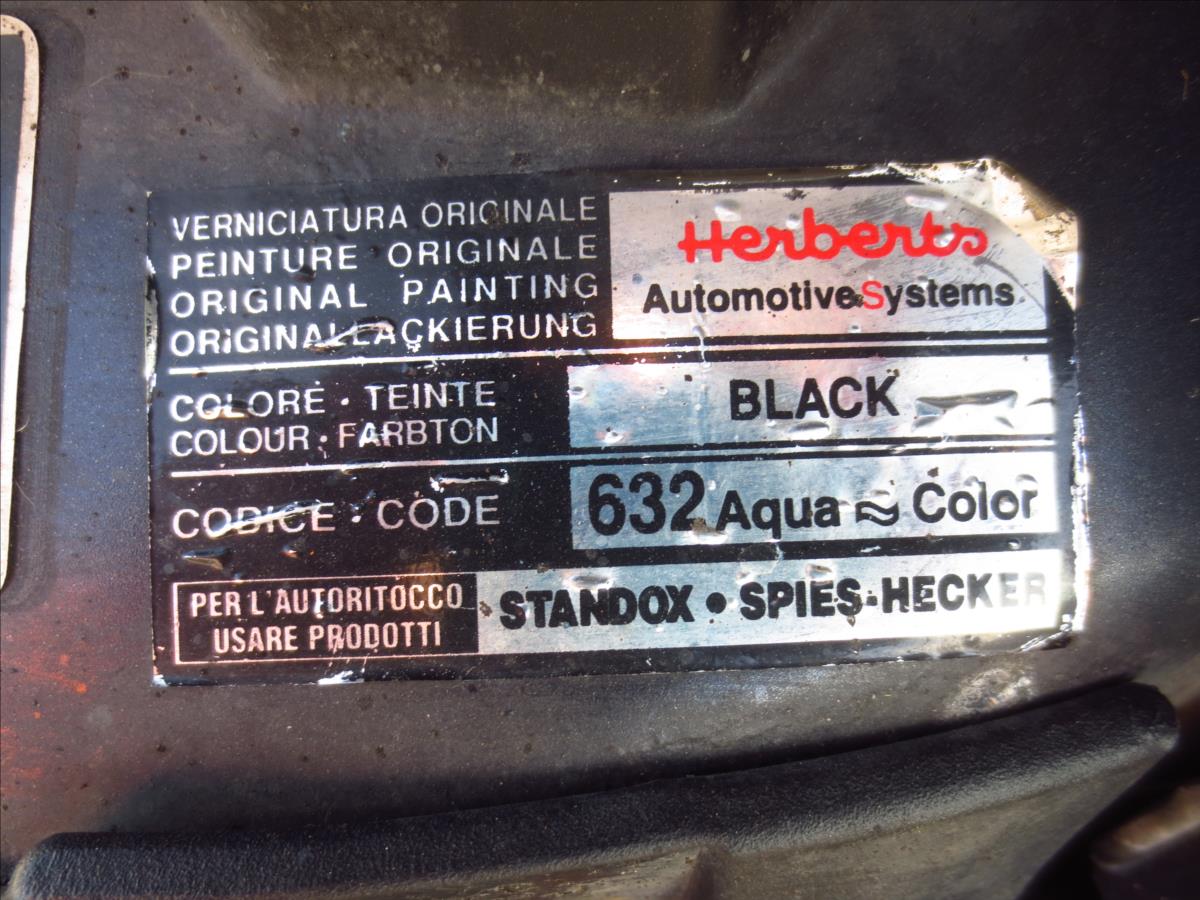 VERNICIATURA ORIGINALE
PEINTURE ORIGINALE
ORIGINAL PAINTING
ORIGINALLACKIERUNG
Herberts
AutomotiveSystems
COLORE · TEINTE
COLOUR · FARBTON
BLACK
CODICE · CODE
632 Aqua ≈ Color
PER L'AUTORITOCCO
USARE PRODOTTI
STANDOX • SPIES-HECKER